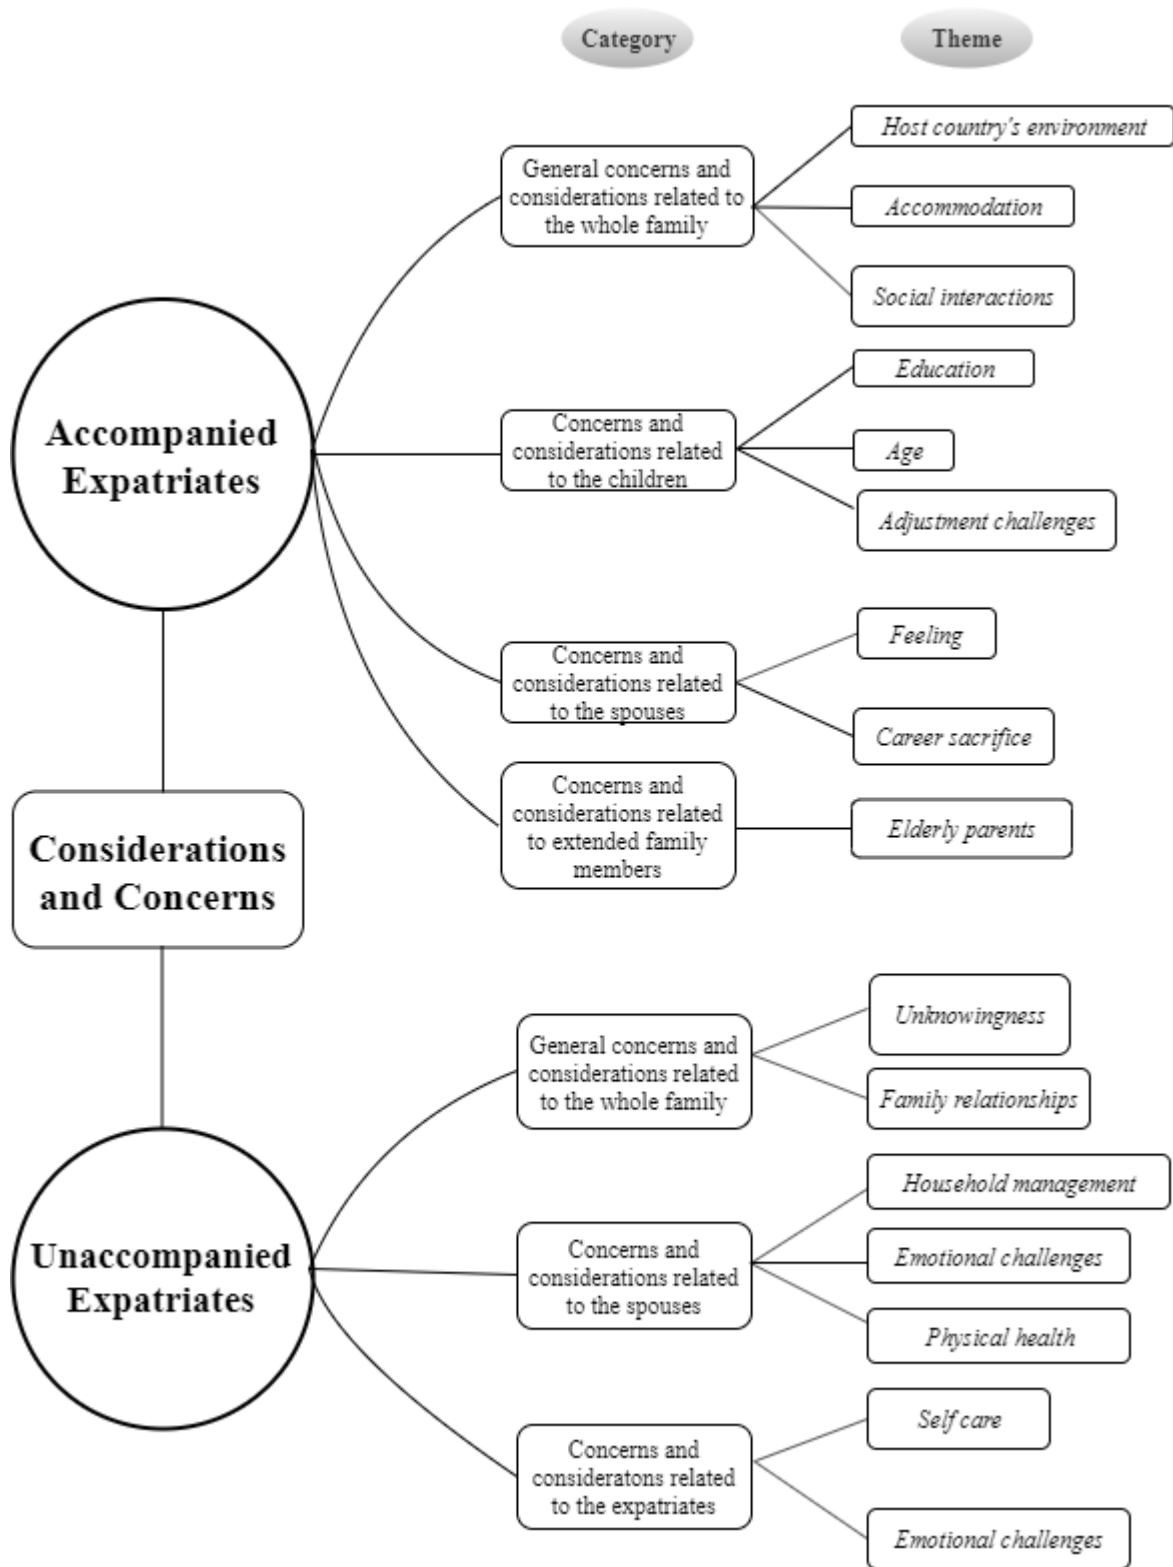 Category
Theme
Accompanied
Expatriates
General concerns and
considerations related to
the whole family
Host country's environment
Accommodation
Social interactions
Concerns and
considerations related
to the children
Education
Age
Adjustment challenges
Concerns and
considerations related
to the spouses
Feeling
Career sacrifice
Concerns and
considerations related
to extended family
members
Elderly parents
Considerations
and Concerns
Unaccompanied
Expatriates
General concerns and
considerations related
to the whole family
Unknowingness
Family relationships
Concerns and
considerations related
to the spouses
Household management
Emotional challenges
Physical health
Concerns and
consideratons related
to the expatriates
Self care
Emotional challenges